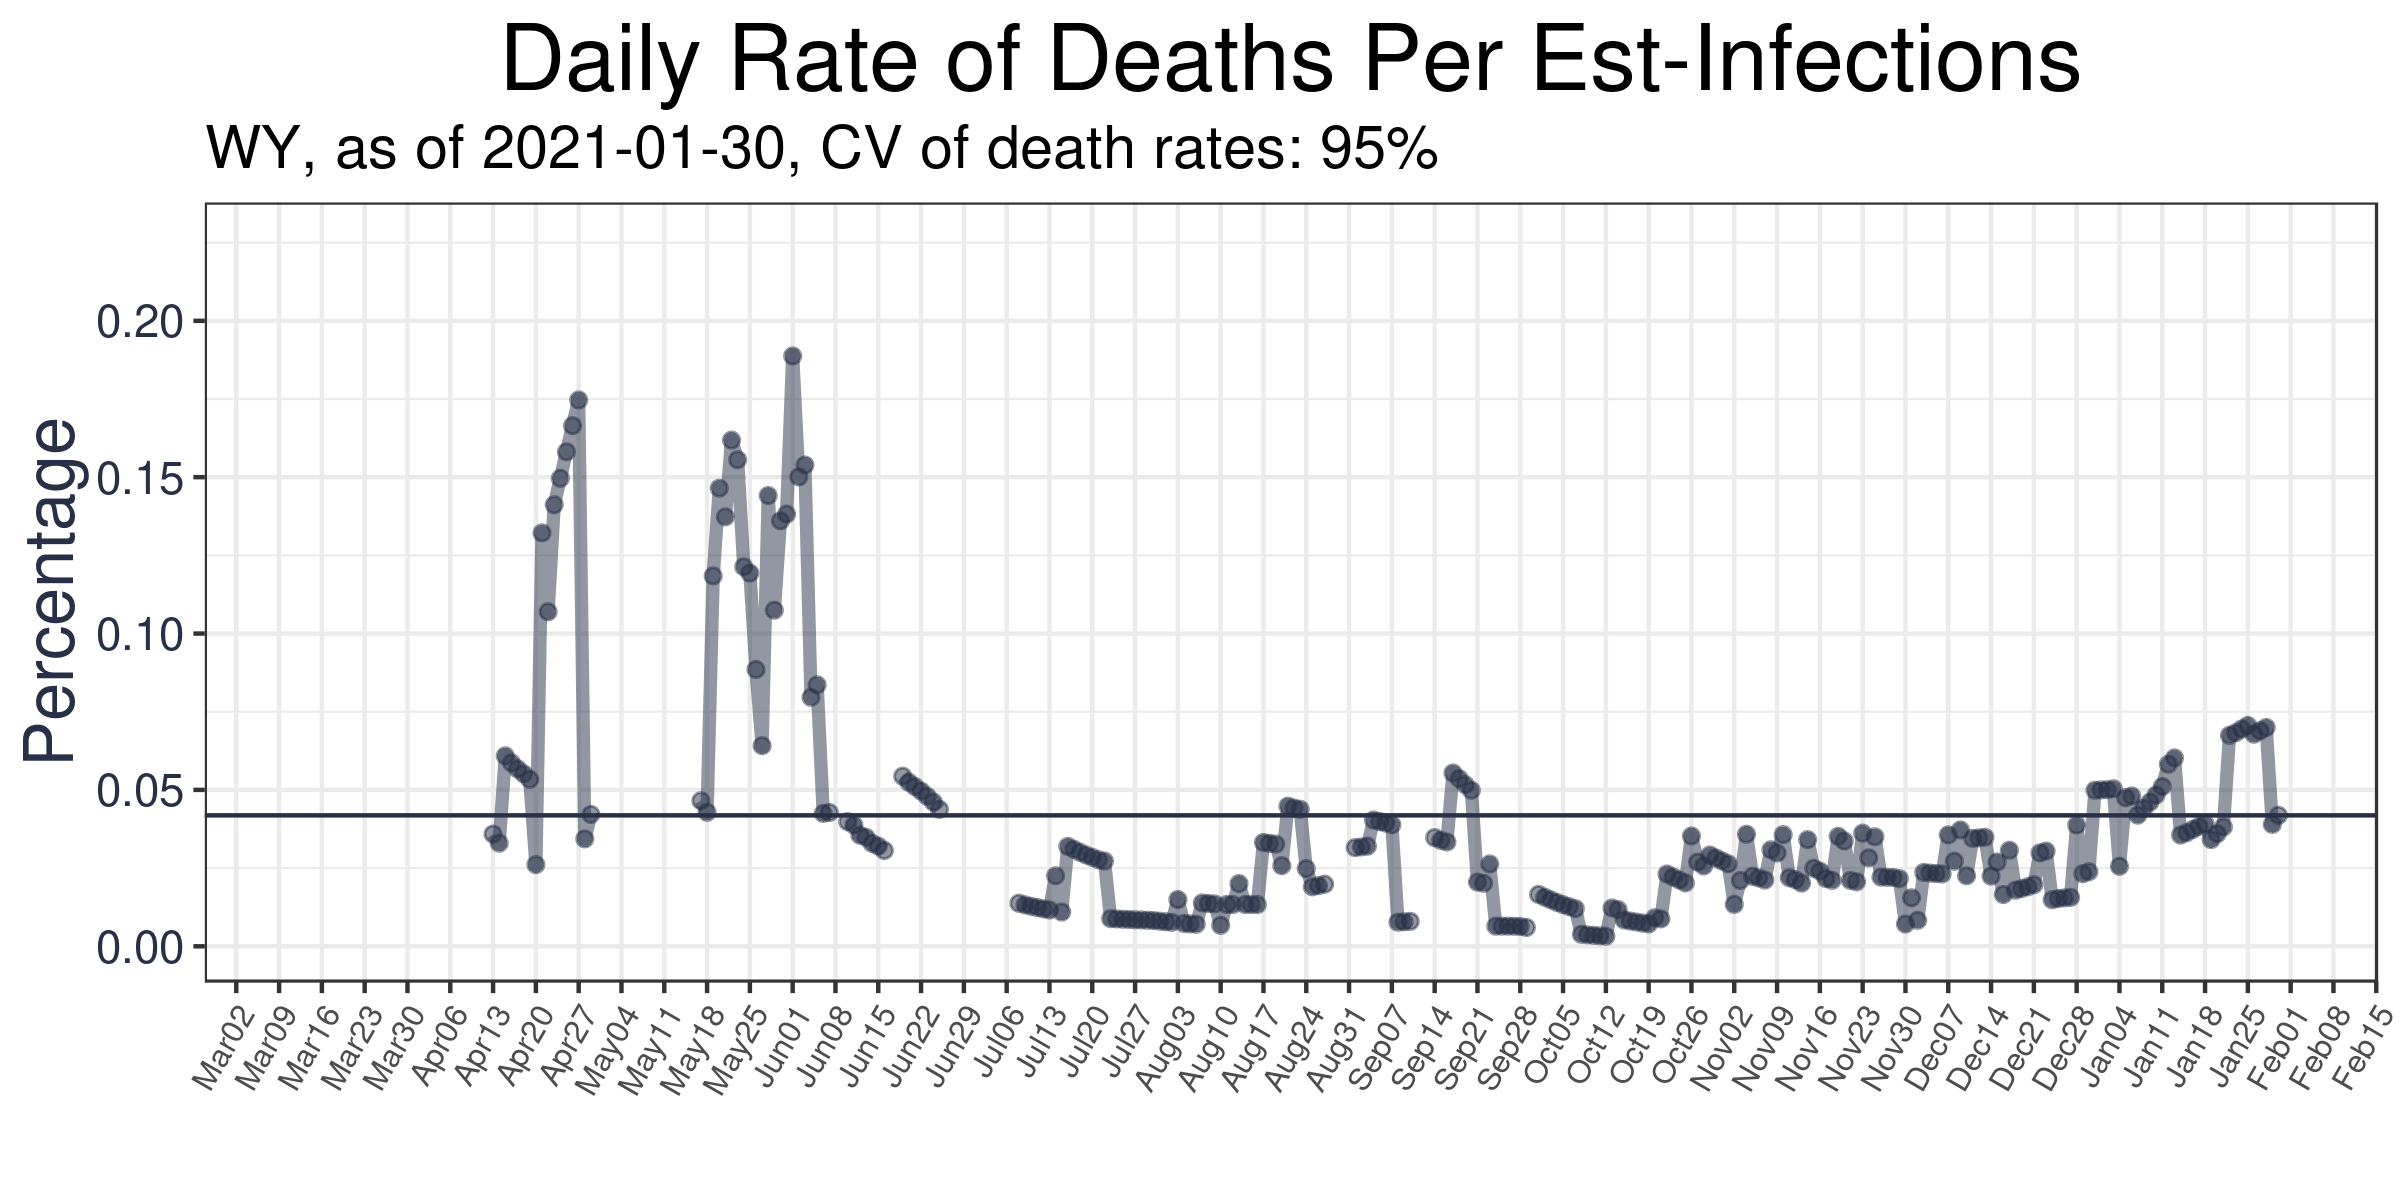 Daily Rate of Deaths Per Est-Infections
WY, as of 2021-01-30, CV of death rates: 95%
Percentage
0.20
0.15
0.10
0.05
0.00
Mar02 Mar09 Mar16 Mar23 Mar30 Apr06 Apr13 Apr20 Apr27 May04 May11 May18 May25 Jun01 Jun08 Jun15 Jun22 Jun29 Jul06 Jul13 Jul20 Jul27 Aug03 Aug10 Aug17 Aug24 Aug31 Sep07 Sep14 Sep21 Sep28 Oct05 Oct12 Oct19 Oct26 Nov02 Nov09 Nov16 Nov23 Nov30 Dec07 Dec14 Dec21 Dec28 Jan04 Jan11 Jan18 Jan25 Feb01 Feb08 Feb15